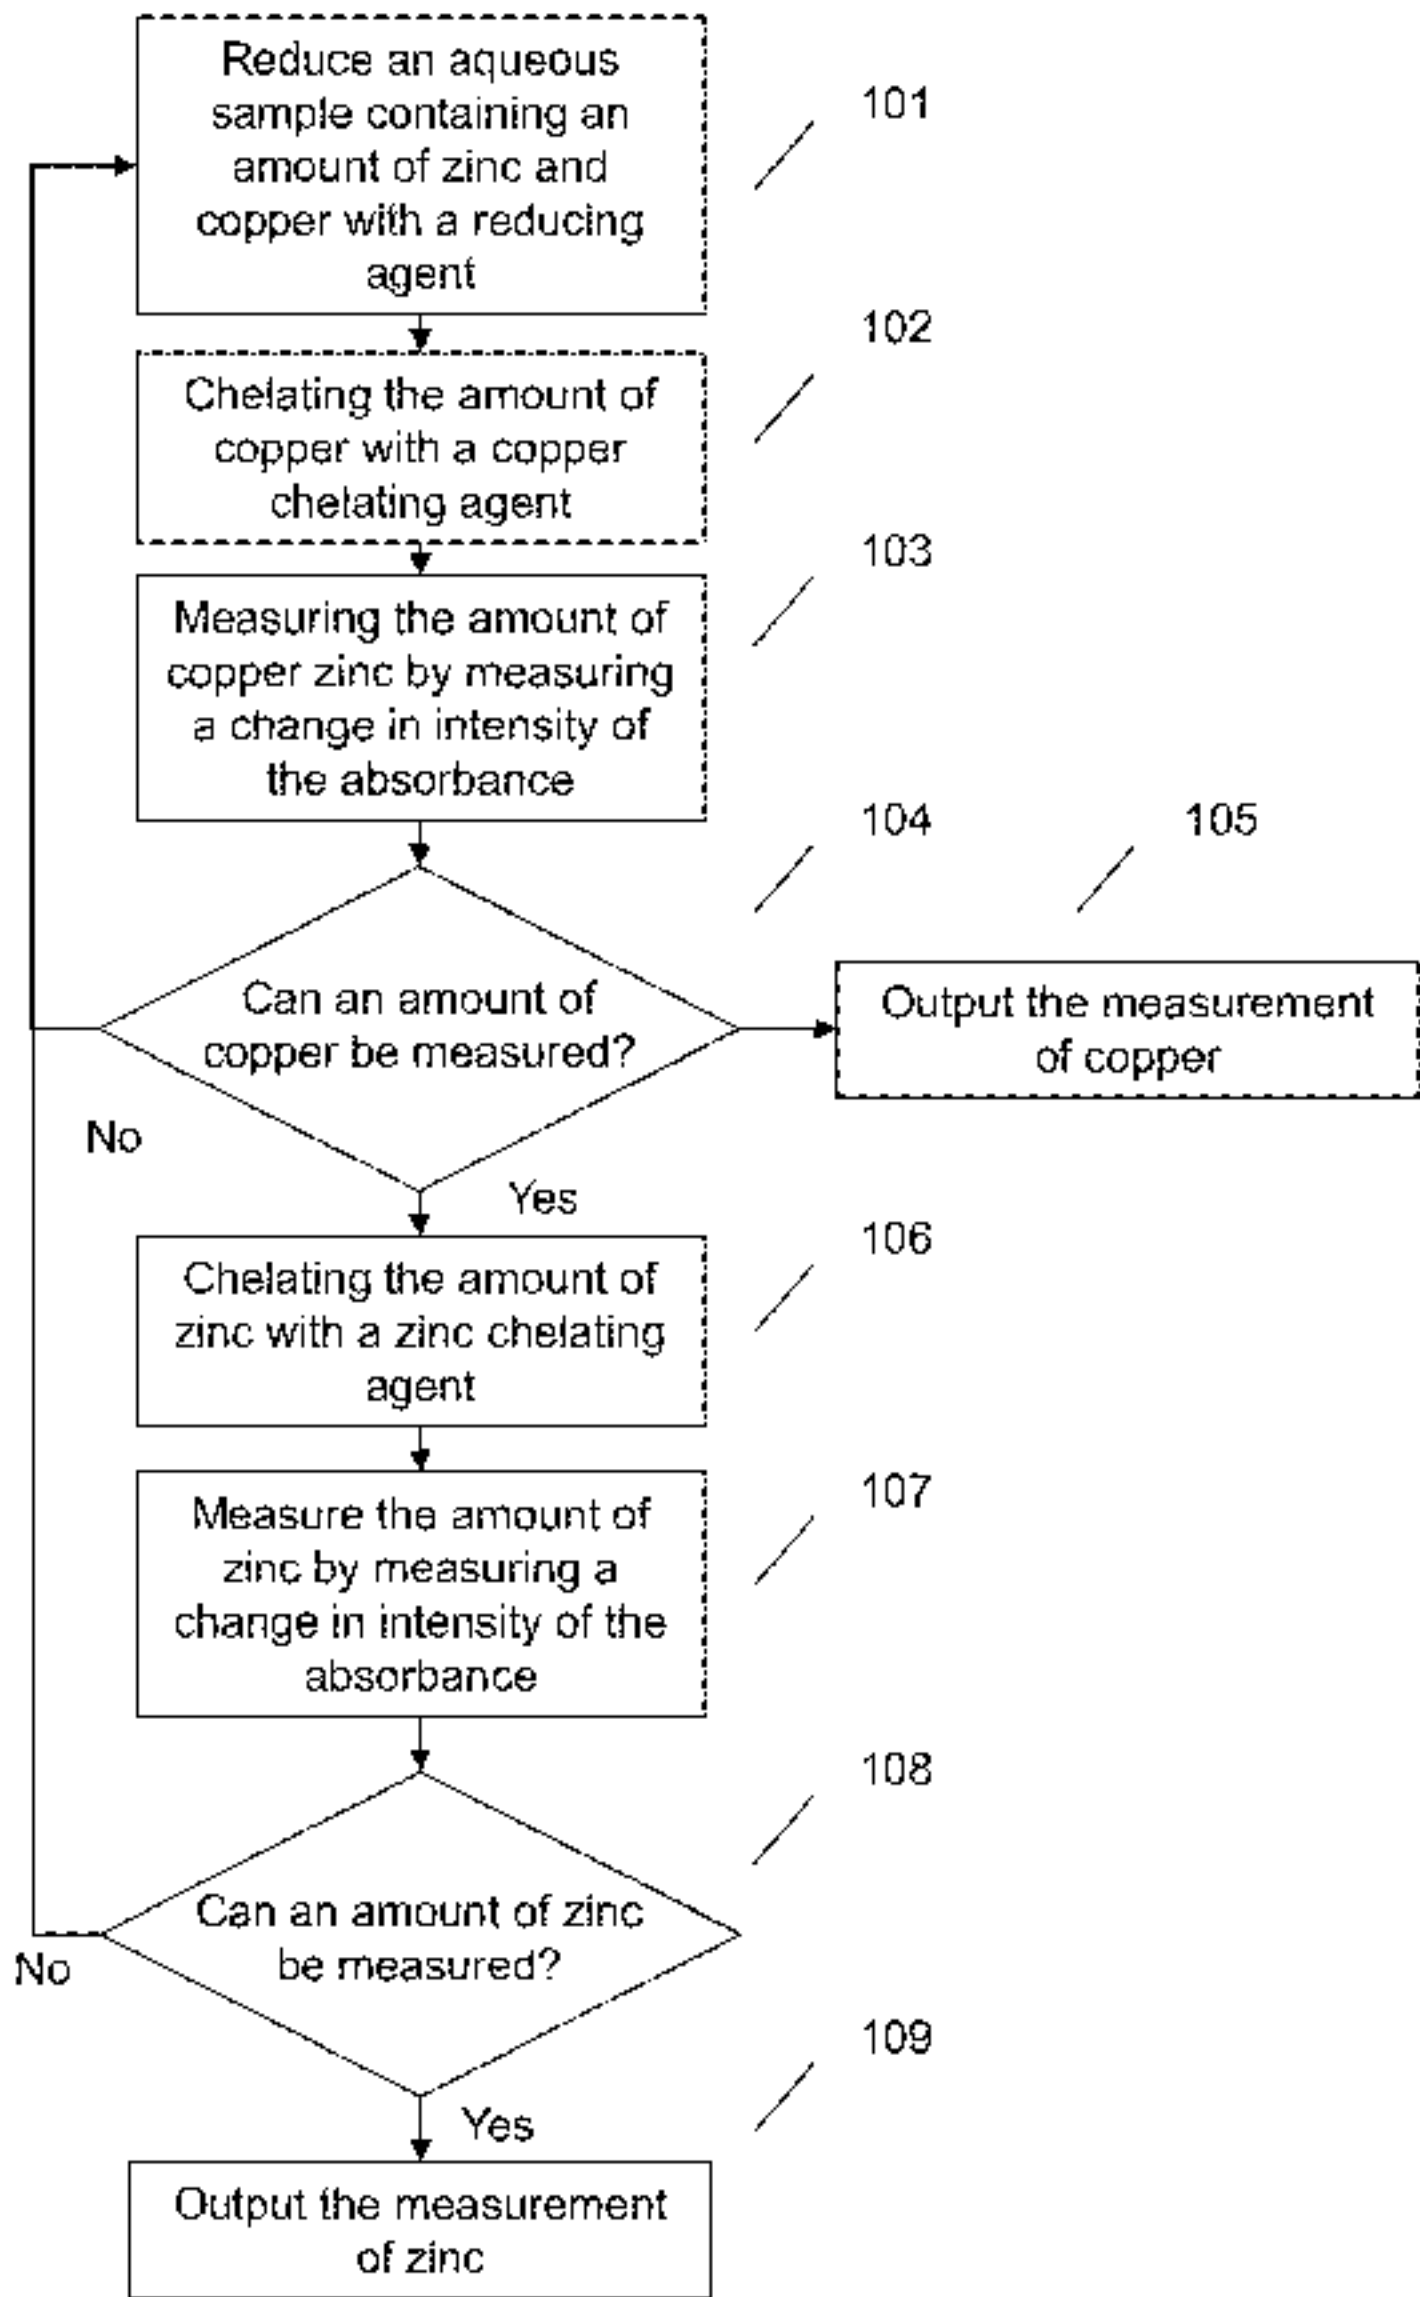 Reduce an aqueous
sample containing an
amount of zinc and
copper with a reducing
agent
101
Chelating the amount of
copper with a copper
chelating agent
102
Measuring the amount of
copper zinc by measuring
a change in intensity of
the absorbance
103
Can an amount of
copper be measured?
104
No
Yes
Output the measurement
of copper
105
Chelating the amount of
zinc with a zinc chelating
agent
106
Measure the amount of
zinc by measuring a
change in intensity of the
absorbance
107
Can an amount of zinc
be measured?
108
No
Yes
Output the measurement
of zinc
109